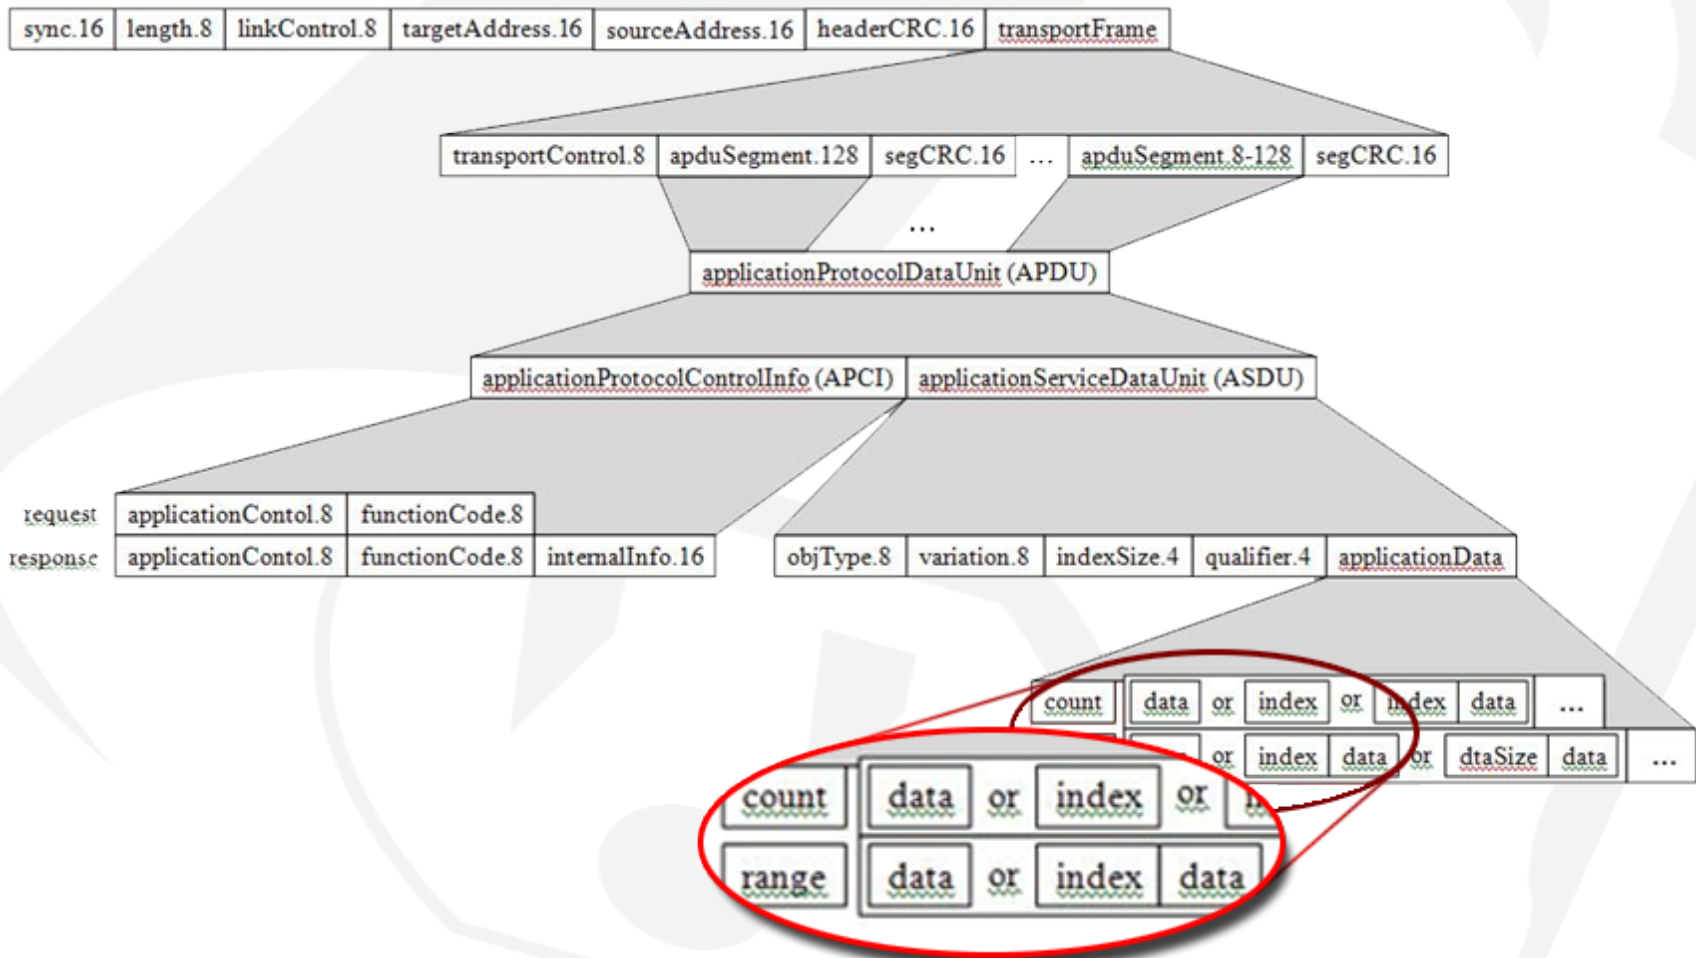 sync.16 length.8 linkControl.8 targetAddress.16 sourceAddress.16 headerCRC.16 transportFrame
transportControl.8 apduSegment.128 segCRC.16 ... apduSegment.8-128 segCRC.16
...
applicationProtocolDataUnit (APDU)
applicationProtocolControlInfo (APCI) applicationServiceDataUnit (ASDU)
request applicationContol.8 functionCode.8
response applicationContol.8 functionCode.8 internalInfo.16 objType.8 variation.8 indexSize.4 qualifier.4 applicationData
count data or index or index data ...
or index data or dtaSize data ...
count data or index or
range data or index data